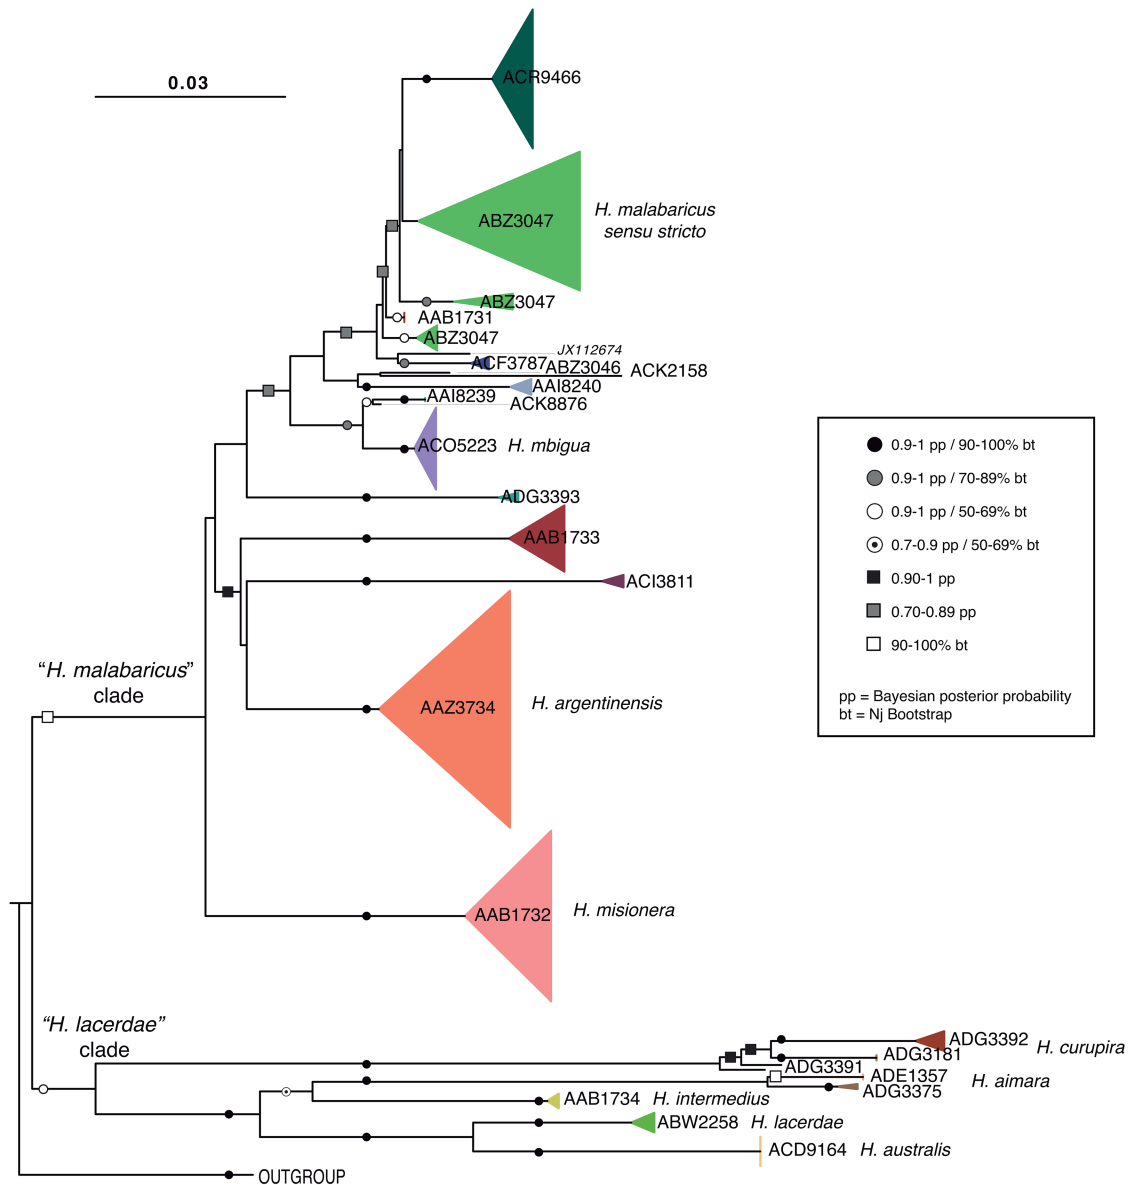 0.03
ACR9466
ABZ3047
H. malabaricus
sensu stricto
ABZ3047
AAB1731
ABZ3047
JX112674
ACF3787
ABZ3046
ACK2158
AAI8240
AAI8239
ACK8876
ACO5223
H. mbigua
ADG3393
AAB1733
ACI3811
AAZ3734
H. argentinensis
AAB1732
H. misionera
“H. malabaricus”
clade
“H. lacerdae”
clade
ADG3392
H. curupira
ADG3181
ADG3391
ADE1357
H. aimara
ADG3375
AAB1734
H. intermedius
ABW2258
H. lacerdae
ACD9164
H. australis
OUTGROUP
0.9-1 pp / 90-100% bt
0.9-1 pp / 70-89% bt
0.9-1 pp / 50-69% bt
0.7-0.9 pp / 50-69% bt
0.90-1 pp
0.70-0.89 pp
90-100% bt
pp = Bayesian posterior probability
bt = Nj Bootstrap